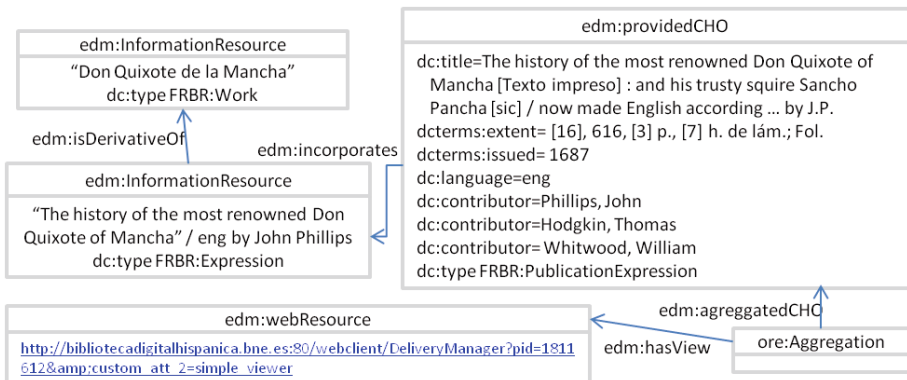 edm:InformationResource
"Don Quixote de la Mancha"
dc:type FRBR:Work
edm:isDerivativeOf
edm:InformationResource
"The history of the most renowned Don
Quixote of Mancha" / eng by John Phillips
dc:type FRBR:Expression
edm:incorporates
edm:providedCHO
dc:title=The history of the most renowned Don Quixote of
Mancha [Texto impreso] : and his trusty squire Sancho
Pancha [sic] / now made English according ... by J.P.
dcterms:extent= [16], 616, [3] p., [7] h. de lám.; Fol.
dcterms:issued= 1687
dc:language=eng
dc:contributor=Phillips, John
dc:contributor=Hodgkin, Thomas
dc:contributor= Whitwood, William
dc:type FRBR:PublicationExpression
edm:agreggatedCHO
edm:webResource
http://bibliotecadigitalhispanica.bne.es:80/webclient/DeliveryManager?pid=1811
612&amp;custom_att_2=simple_viewer
edm:hasView
ore:Aggregation